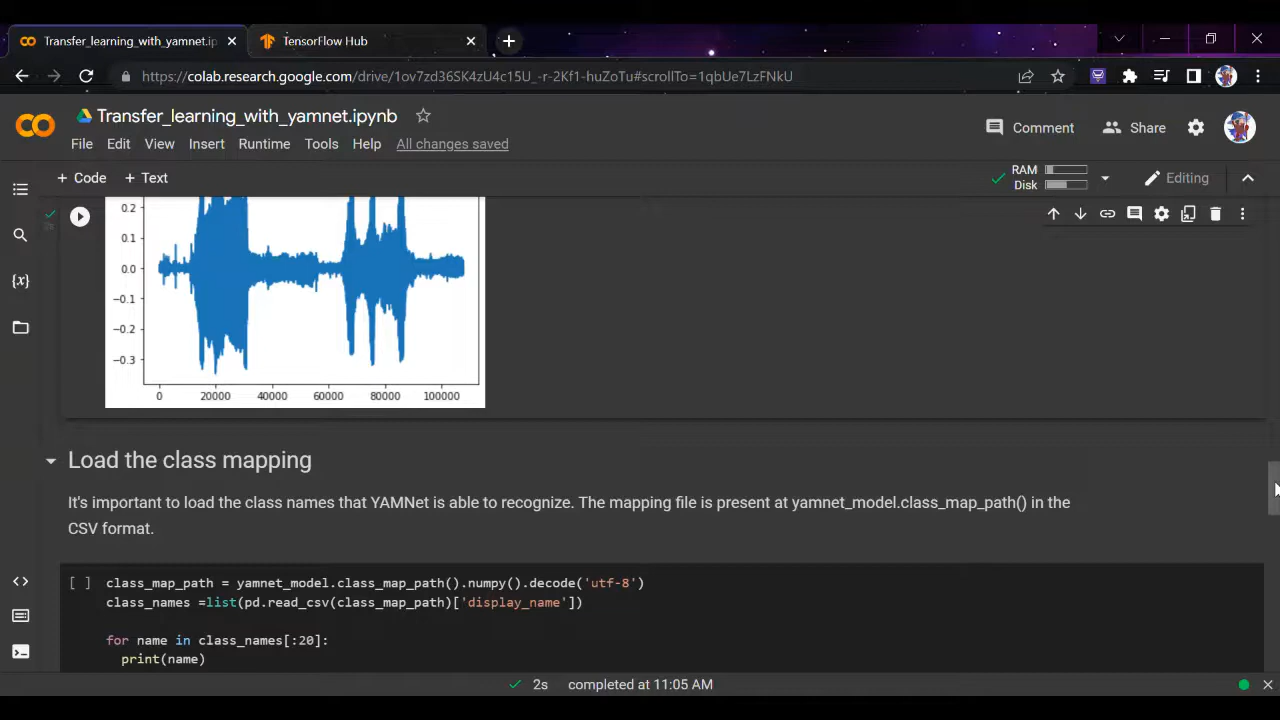 Transfer_learning_with_yamnet.ip
TensorFlow Hub
https://colab.research.google.com/drive/1ov7zd36SK4zU4c15U_-r-2Kf1-huZoTu#scrollTo=1qbUe7LzFNkU
Transfer_learning_with_yamnet.ipynb
File Edit View Insert Runtime Tools Help All changes saved
Comment Share
+ Code + Text
RAM
Disk
Editing
2s
0.2
0.1
0.0
−0.1
−0.2
−0.3
0 20000 40000 60000 80000 100000
Load the class mapping
It's important to load the class names that YAMNet is able to recognize. The mapping file is present at yamnet_model.class_map_path() in the
CSV format.
[ ] class_map_path = yamnet_model.class_map_path().numpy().decode('utf-8')
class_names =list(pd.read_csv(class_map_path)['display_name'])
for name in class_names[:20]:
print(name)
2s completed at 11:05 AM